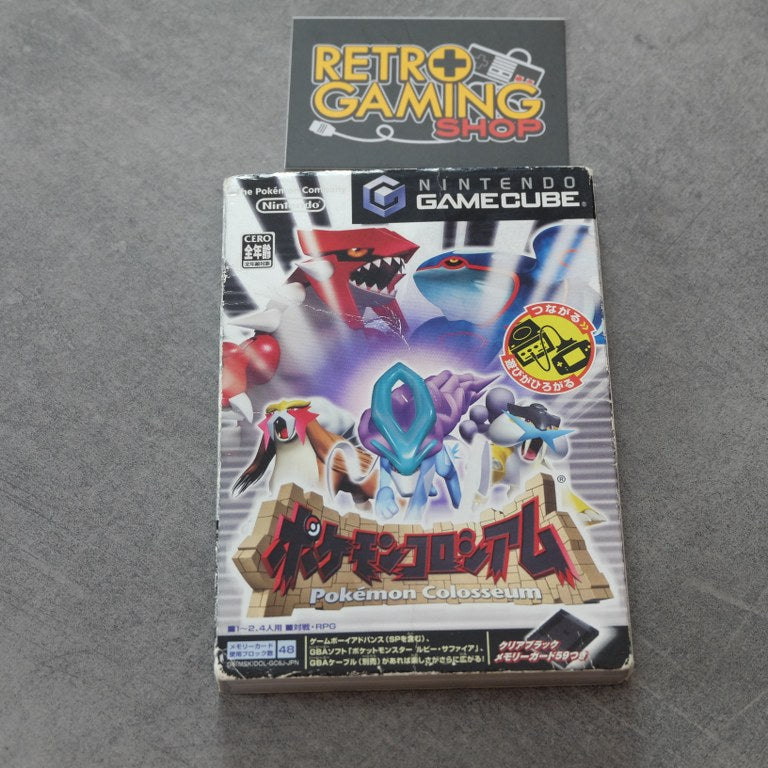 RETRO
GAMING
SHOP
The Pokémon Company
Nintendo
NINTENDO
GAMECUBE
CERO
全年齢
全年齢対象
つながる
遊びがひろがる
ポケモンコロシアム
Pokémon Colosseum
■1〜2,4人用 ■対戦・RPG
メモリーカード
使用ブロック数
48
ゲームボーイアドバンス(SPを含む)、
GBAソフト「ポケットモンスター ルビー・サファイア」、
GBAケーブル(別売)があれば楽しさがさらに広がる!
クリアブラック
メモリーカード59つき